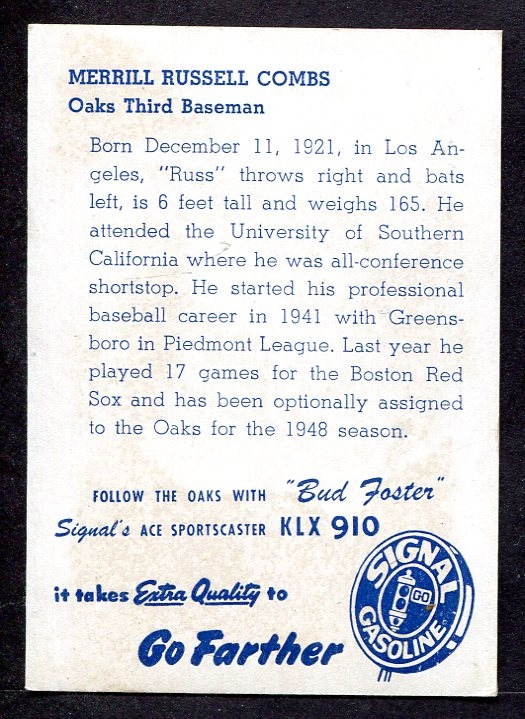 MERRILL RUSSELL COMBS
Oaks Third Baseman
Born December 11, 1921, in Los An-
geles, "Russ" throws right and bats
left, is 6 feet tall and weighs 165. He
attended the University of Southern
California where he was all-conference
shortstop. He started his professional
baseball career in 1941 with Greens-
boro in Piedmont League. Last year he
played 17 games for the Boston Red
Sox and has been optionally assigned
to the Oaks for the 1948 season.
FOLLOW THE OAKS WITH "Bud Foster"
Signal's ACE SPORTSCASTER KLX 910
it takes Extra Quality to
Go Farther
SIGNAL
GO
GASOLINE